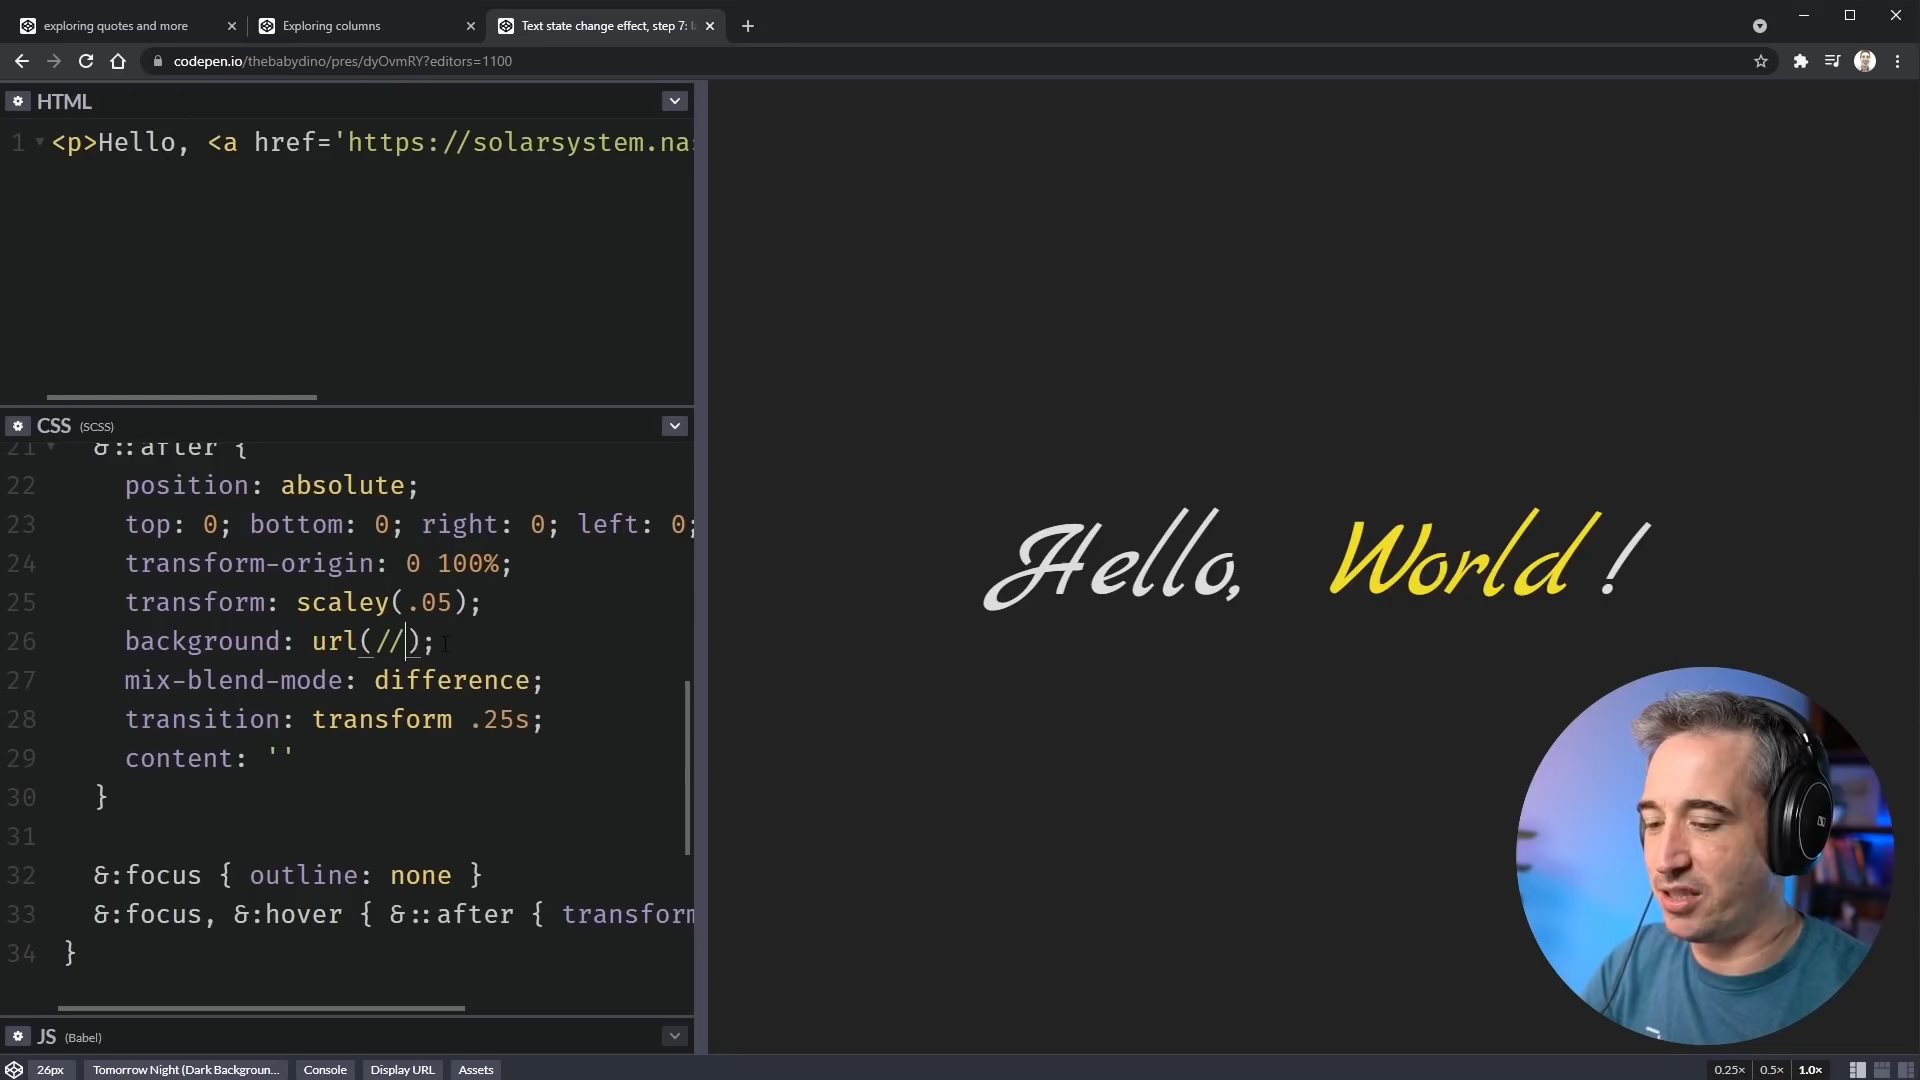 exploring quotes and more
Exploring columns
Text state change effect, step 7: l
codepen.io/thebabydino/pres/dyOvmRY?editors=1100
HTML
1 <p>Hello, <a href='https://solarsystem.na
CSS (SCSS)
21 &::after {
22 position: absolute;
23 top: 0; bottom: 0; right: 0; left: 0;
24 transform-origin: 0 100%;
25 transform: scaley(.05);
26 background: url(//);
27 mix-blend-mode: difference;
28 transition: transform .25s;
29 content: ''
30 }
31
32 &:focus { outline: none }
33 &:focus, &:hover { &::after { transform
34 }
JS (Babel)
26px Tomorrow Night (Dark Backgroun... Console Display URL Assets
Hello, World !
0.25× 0.5× 1.0×